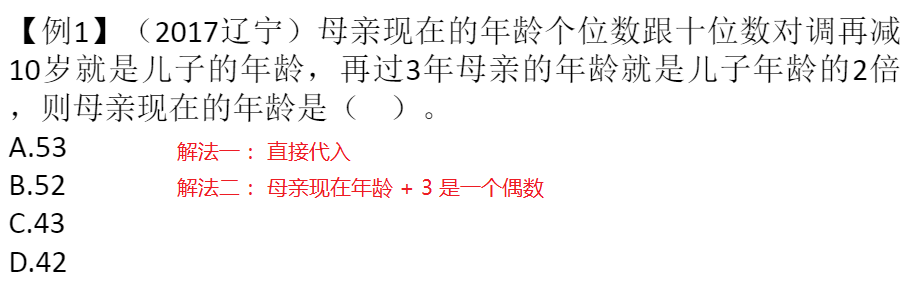 【例1】（2017辽宁）母亲现在的年龄个位数跟十位数对调再减
10岁就是儿子的年龄，再过3年母亲的年龄就是儿子年龄的2倍
，则母亲现在的年龄是（　）。
A.53
解法一： 直接代入
B.52
解法二： 母亲现在年龄 + 3 是一个偶数
C.43
D.42